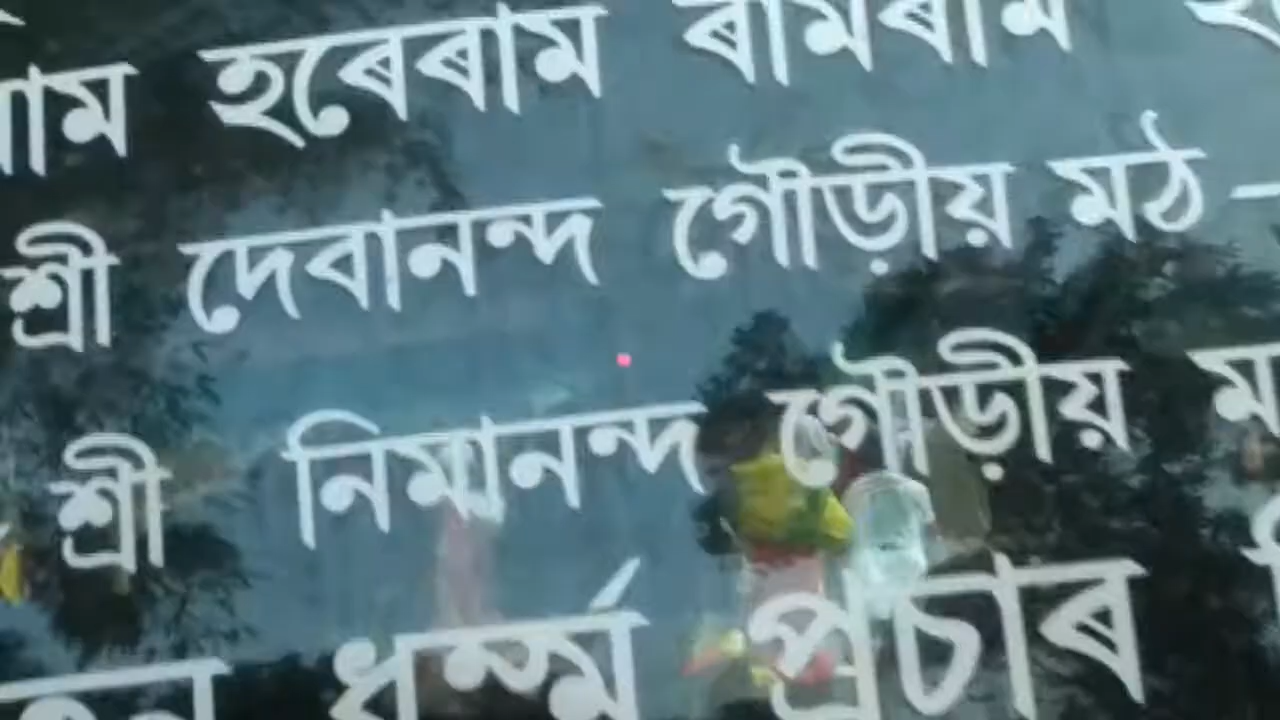 হৰেৰাম ৰামৰাম
শ্ৰী দেবানন্দ গৌড়ীয় মঠ –
শ্ৰী নিমানন্দ গৌড়ীয়
ধৰ্ম্ম প্ৰচাৰ